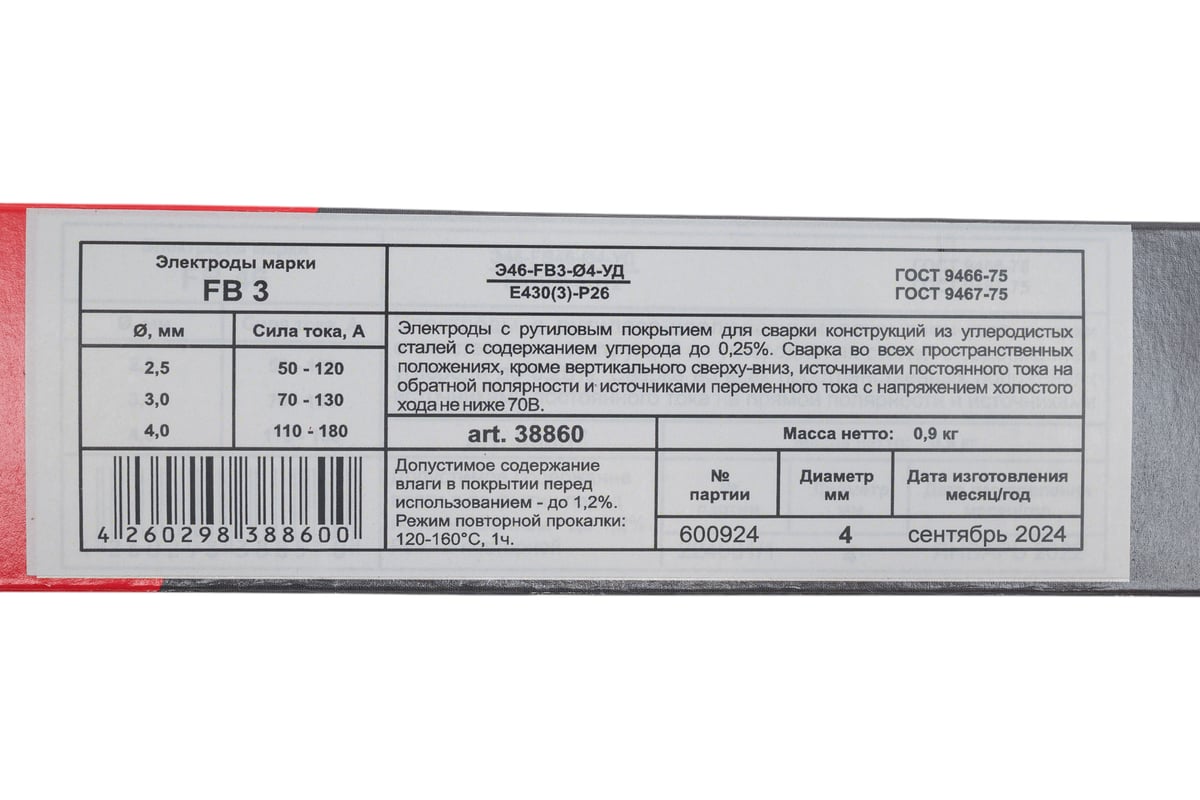 Электроды марки
FB 3
Э46-FB3-Ø4-УД
Е430(3)-Р26
ГОСТ 9466-75
ГОСТ 9467-75
Ø, мм
Сила тока, А
2,5
50 - 120
3,0
70 - 130
4,0
110 - 180
Электроды с рутиловым покрытием для сварки конструкций из углеродистых
сталей с содержанием углерода до 0,25%. Сварка во всех пространственных
положениях, кроме вертикального сверху-вниз, источниками постоянного тока на
обратной полярности и источниками переменного тока с напряжением холостого
хода не ниже 70В.
art. 38860
Масса нетто: 0,9 кг
4 260298 388600
Допустимое содержание
влаги в покрытии перед
использованием - до 1,2%.
Режим повторной прокалки:
120-160°С, 1ч.
№
партии
Диаметр
мм
Дата изготовления
месяц/год
600924
4
сентябрь 2024